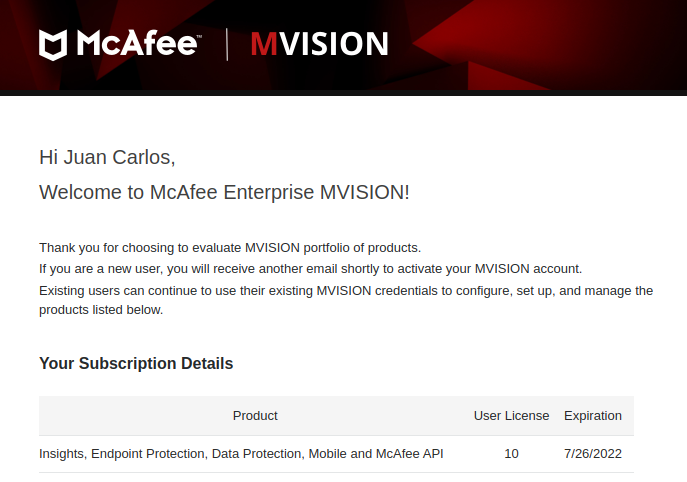 McAfee™ | MVISION
Hi Juan Carlos,
Welcome to McAfee Enterprise MVISION!
Thank you for choosing to evaluate MVISION portfolio of products.
If you are a new user, you will receive another email shortly to activate your MVISION account.
Existing users can continue to use their existing MVISION credentials to configure, set up, and manage the
products listed below.
Your Subscription Details
Product User License Expiration
Insights, Endpoint Protection, Data Protection, Mobile and McAfee API 10 7/26/2022